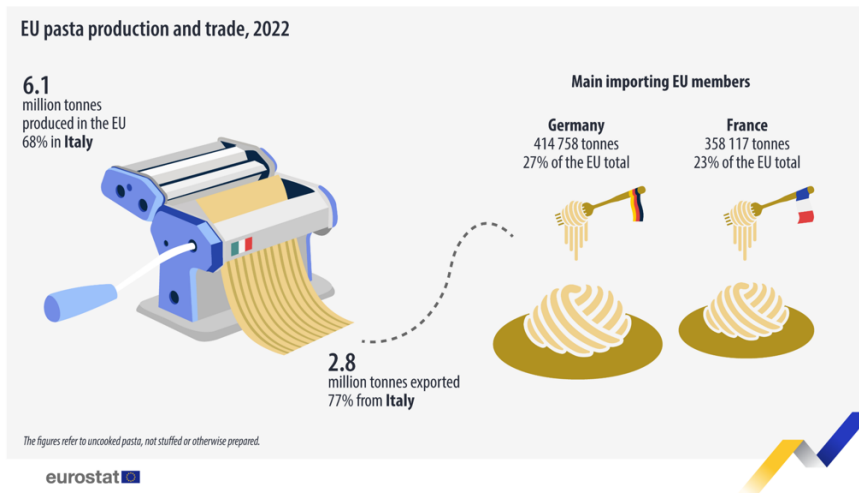 EU pasta production and trade, 2022
6.1
million tonnes
produced in the EU
68% in Italy
Main importing EU members
Germany
414 758 tonnes
27% of the EU total
France
358 117 tonnes
23% of the EU total
2.8
million tonnes exported
77% from Italy
The figures refer to uncooked pasta, not stuffed or otherwise prepared.
eurostat